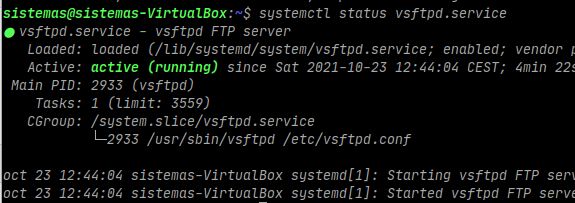 sistemas@sistemas-VirtualBox:~$ systemctl status vsftpd.service
● vsftpd.service - vsftpd FTP server
   Loaded: loaded (/lib/systemd/system/vsftpd.service; enabled; vendor p
   Active: active (running) since Sat 2021-10-23 12:44:04 CEST; 4min 22s
 Main PID: 2933 (vsftpd)
    Tasks: 1 (limit: 3559)
   CGroup: /system.slice/vsftpd.service
           └─2933 /usr/sbin/vsftpd /etc/vsftpd.conf

oct 23 12:44:04 sistemas-VirtualBox systemd[1]: Starting vsftpd FTP serv
oct 23 12:44:04 sistemas-VirtualBox systemd[1]: Started vsftpd FTP serve